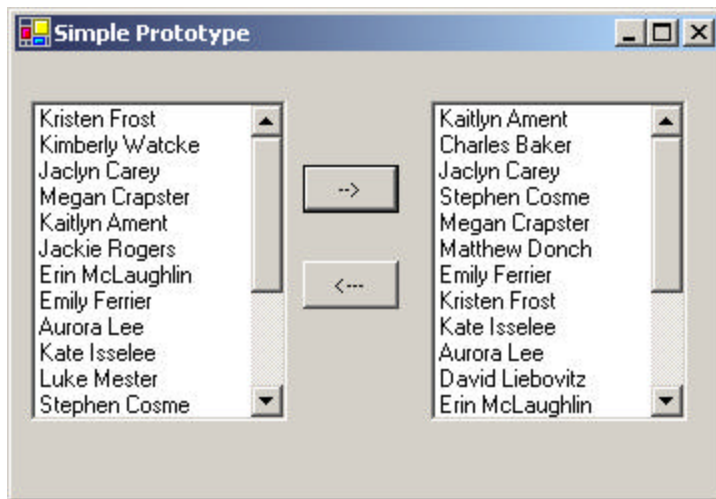 Simple Prototype
Kristen Frost
Kimberly Watcke
Jaclyn Carey
Megan Crapster
Kaitlyn Ament
Jackie Rogers
Erin McLaughlin
Emily Ferrier
Aurora Lee
Kate Isselee
Luke Mester
Stephen Cosme
-->
<---
Kaitlyn Ament
Charles Baker
Jaclyn Carey
Stephen Cosme
Megan Crapster
Matthew Donch
Emily Ferrier
Kristen Frost
Kate Isselee
Aurora Lee
David Liebovitz
Erin McLaughlin